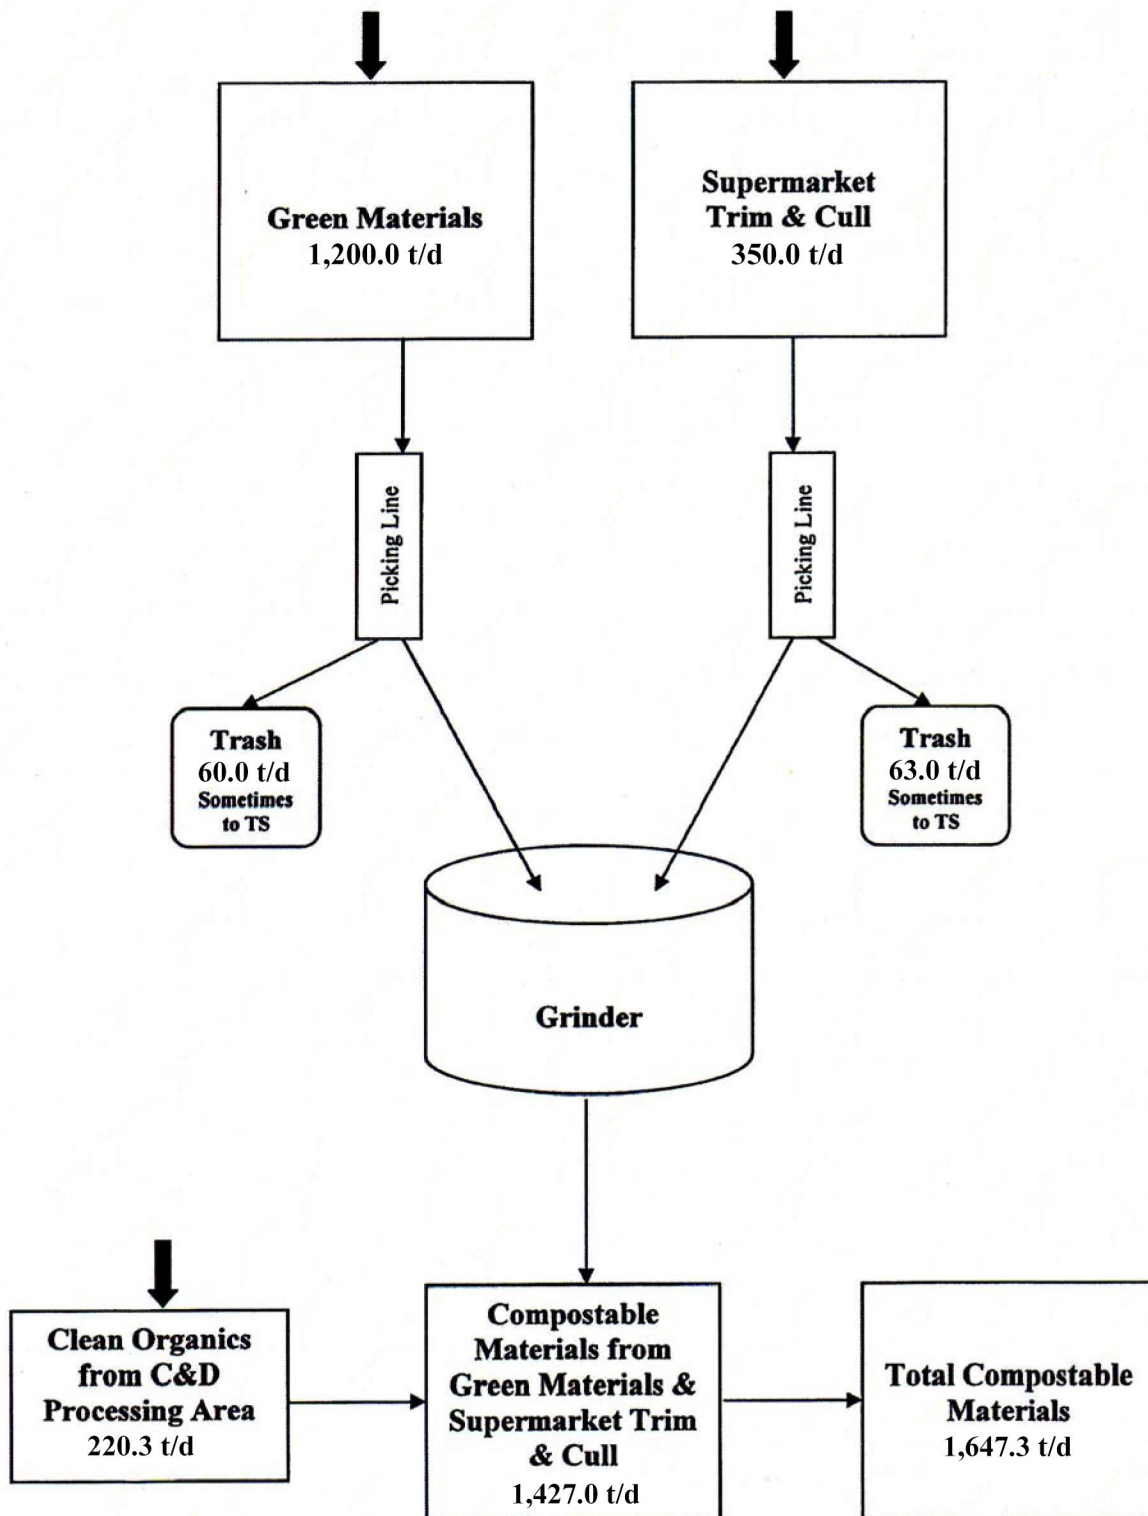 Green Materials
1,200.0 t/d
Supermarket
Trim & Cull
350.0 t/d
Picking Line
Picking Line
Trash
60.0 t/d
Sometimes
to TS
Trash
63.0 t/d
Sometimes
to TS
Grinder
Clean Organics
from C&D
Processing Area
220.3 t/d
Compostable
Materials from
Green Materials &
Supermarket Trim
& Cull
1,427.0 t/d
Total Compostable
Materials
1,647.3 t/d